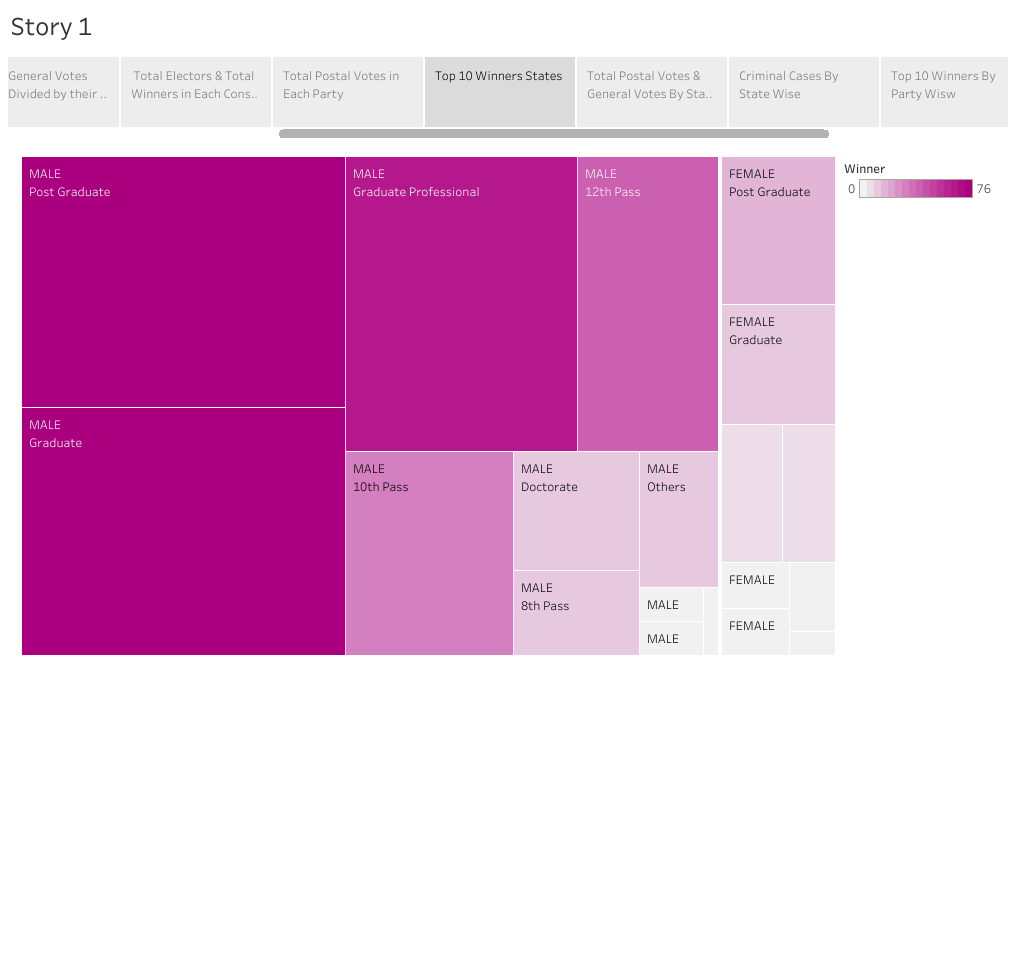 Story 1
General Votes
Divided by their ..
Total Electors & Total
Winners in Each Cons..
Total Postal Votes in
Each Party
Top 10 Winners States
Total Postal Votes &
General Votes By Sta..
Criminal Cases By
State Wise
Top 10 Winners By
Party Wisw
MALE
Post Graduate
MALE
Graduate Professional
MALE
12th Pass
FEMALE
Post Graduate
Winner
0
76
FEMALE
Graduate
MALE
Graduate
MALE
10th Pass
MALE
Doctorate
MALE
Others
MALE
8th Pass
MALE
MALE
FEMALE
FEMALE